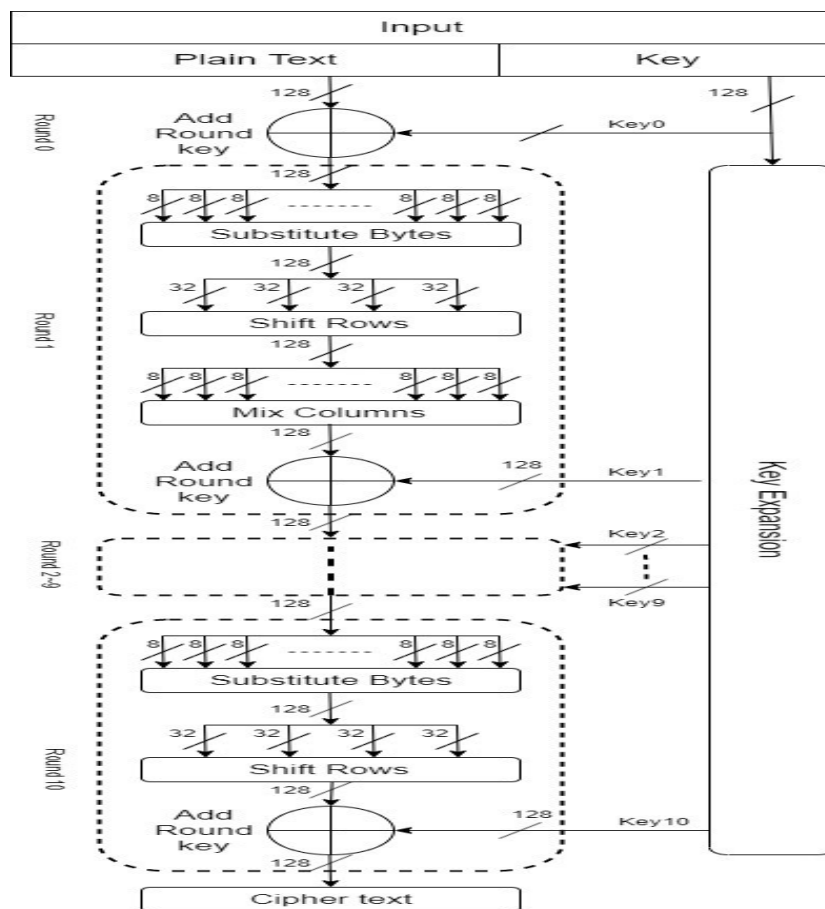 Input
Plain Text
Key
128
128
Round 0
Add
Round
key
Key0
128
8 8 8 8 8 8
Substitute Bytes
128
32 32 32 32
Round 1
Shift Rows
128
8 8 8 8 8 8
Mix Columns
128
Add
Round
key
128
Key1
Key Expansion
128
Round 2~9
Key2
Key9
128
8 8 8 8 8 8
Substitute Bytes
128
32 32 32 32
Round 10
Shift Rows
128
Add
Round
key
128
Key10
128
Cipher text